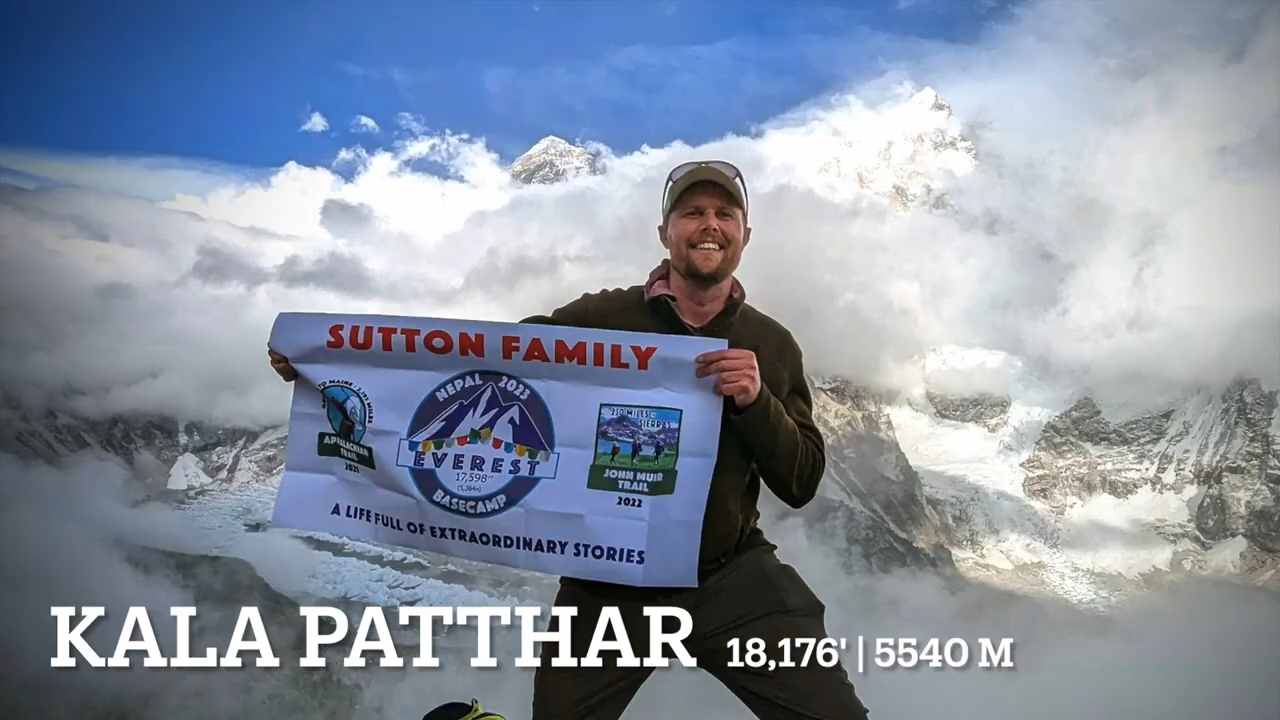 SUTTON FAMILY
APPALACHIAN
TRAIL
2021
NEPAL 2023
EVEREST
17,598
BASECAMP
SIERRAS
JOHN MUIR
TRAIL
2022
A LIFE FULL OF EXTRAORDINARY STORIES
KALA PATTHAR 18,176' | 5540 M